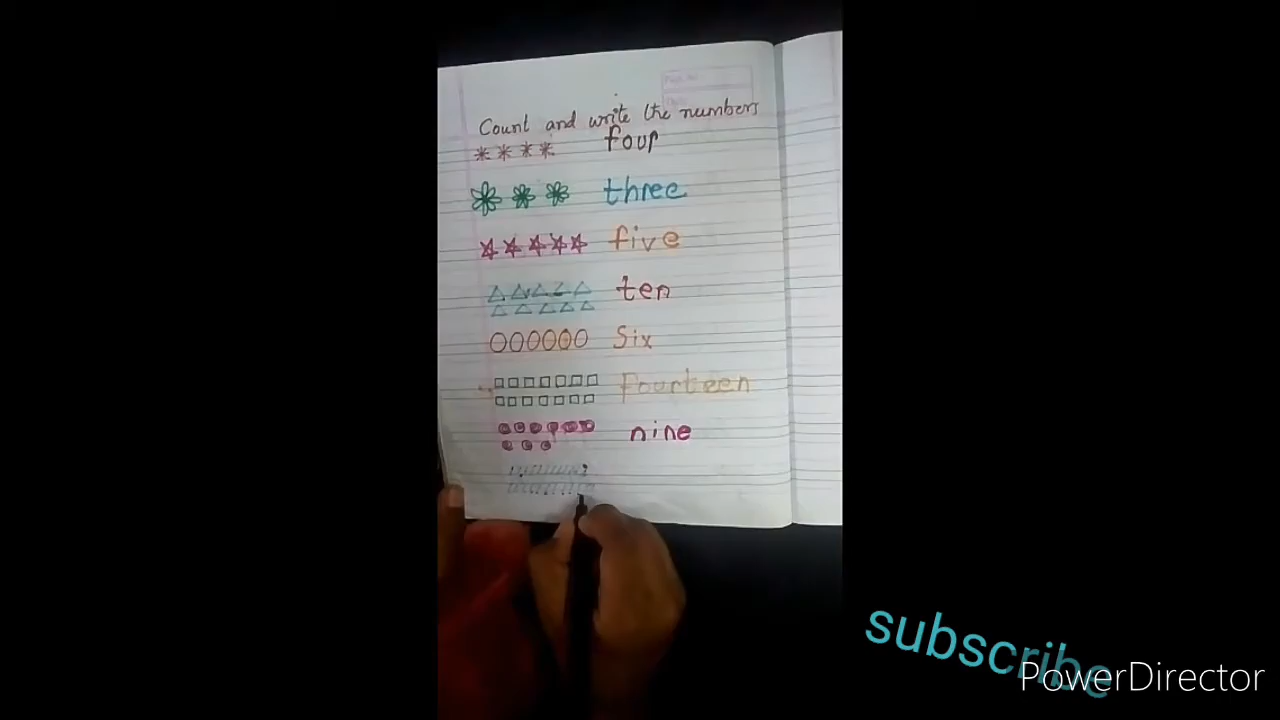 Count and write the numbers
four
three
five
ten
Six
fourteen
nine
subscribe
PowerDirector